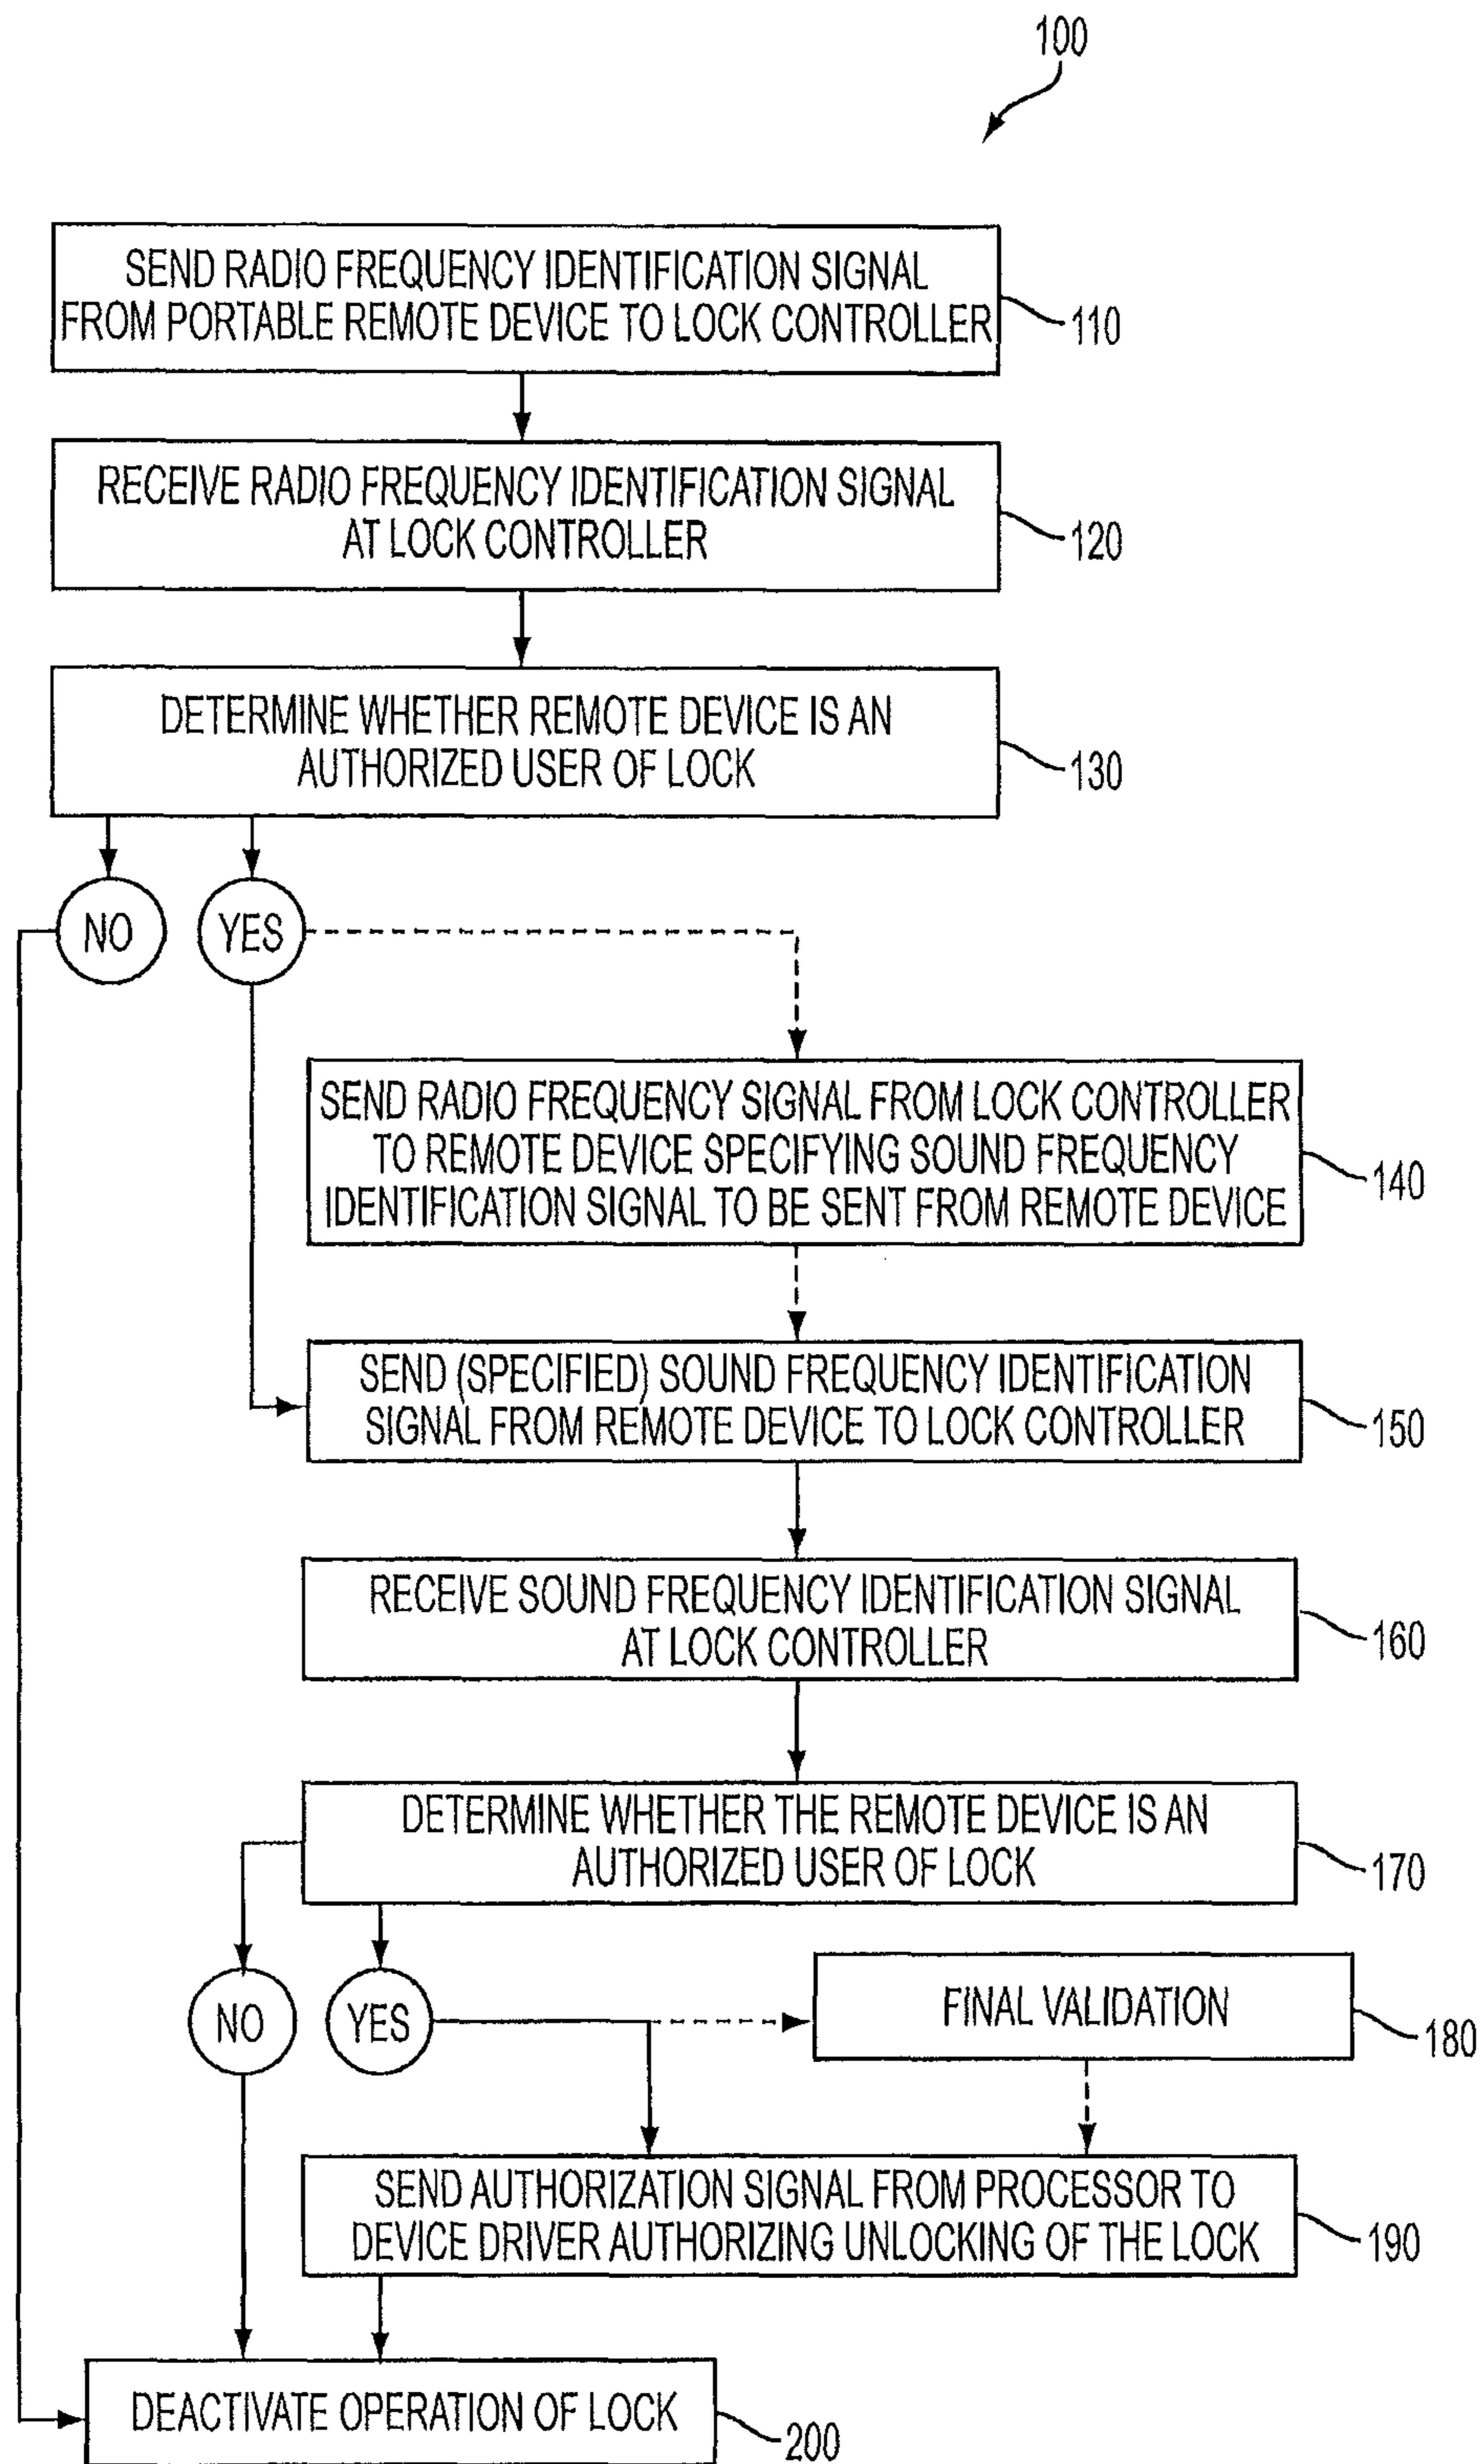 100
SEND RADIO FREQUENCY IDENTIFICATION SIGNAL
FROM PORTABLE REMOTE DEVICE TO LOCK CONTROLLER
110
RECEIVE RADIO FREQUENCY IDENTIFICATION SIGNAL
AT LOCK CONTROLLER
120
DETERMINE WHETHER REMOTE DEVICE IS AN
AUTHORIZED USER OF LOCK
130
NO
YES
SEND RADIO FREQUENCY SIGNAL FROM LOCK CONTROLLER
TO REMOTE DEVICE SPECIFYING SOUND FREQUENCY
IDENTIFICATION SIGNAL TO BE SENT FROM REMOTE DEVICE
140
SEND (SPECIFIED) SOUND FREQUENCY IDENTIFICATION
SIGNAL FROM REMOTE DEVICE TO LOCK CONTROLLER
150
RECEIVE SOUND FREQUENCY IDENTIFICATION SIGNAL
AT LOCK CONTROLLER
160
DETERMINE WHETHER THE REMOTE DEVICE IS AN
AUTHORIZED USER OF LOCK
170
NO
YES
FINAL VALIDATION
180
SEND AUTHORIZATION SIGNAL FROM PROCESSOR TO
DEVICE DRIVER AUTHORIZING UNLOCKING OF THE LOCK
190
DEACTIVATE OPERATION OF LOCK
200